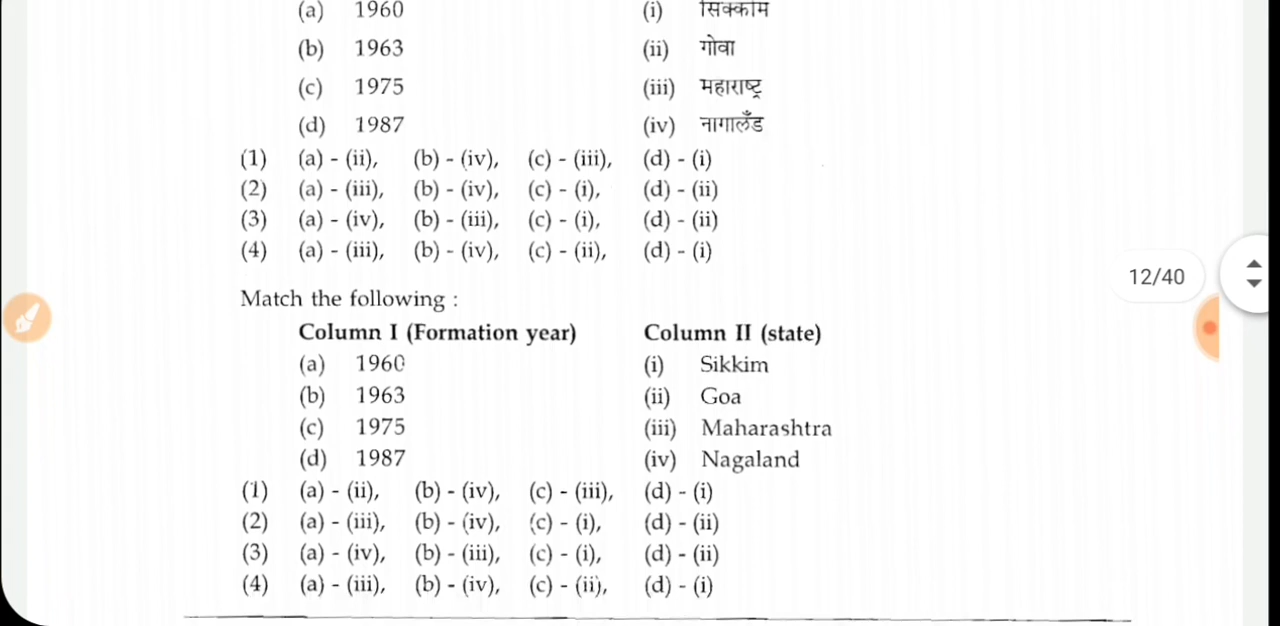 (a) 1960 (i) सिक्कीम
(b) 1963 (ii) गोवा
(c) 1975 (iii) महाराष्ट्र
(d) 1987 (iv) नागालँड
(1) (a) - (ii), (b) - (iv), (c) - (iii), (d) - (i)
(2) (a) - (iii), (b) - (iv), (c) - (i), (d) - (ii)
(3) (a) - (iv), (b) - (iii), (c) - (i), (d) - (ii)
(4) (a) - (iii), (b) - (iv), (c) - (ii), (d) - (i)
12/40
Match the following :
Column I (Formation year) Column II (state)
(a) 1960 (i) Sikkim
(b) 1963 (ii) Goa
(c) 1975 (iii) Maharashtra
(d) 1987 (iv) Nagaland
(1) (a) - (ii), (b) - (iv), (c) - (iii), (d) - (i)
(2) (a) - (iii), (b) - (iv), (c) - (i), (d) - (ii)
(3) (a) - (iv), (b) - (iii), (c) - (i), (d) - (ii)
(4) (a) - (iii), (b) - (iv), (c) - (ii), (d) - (i)